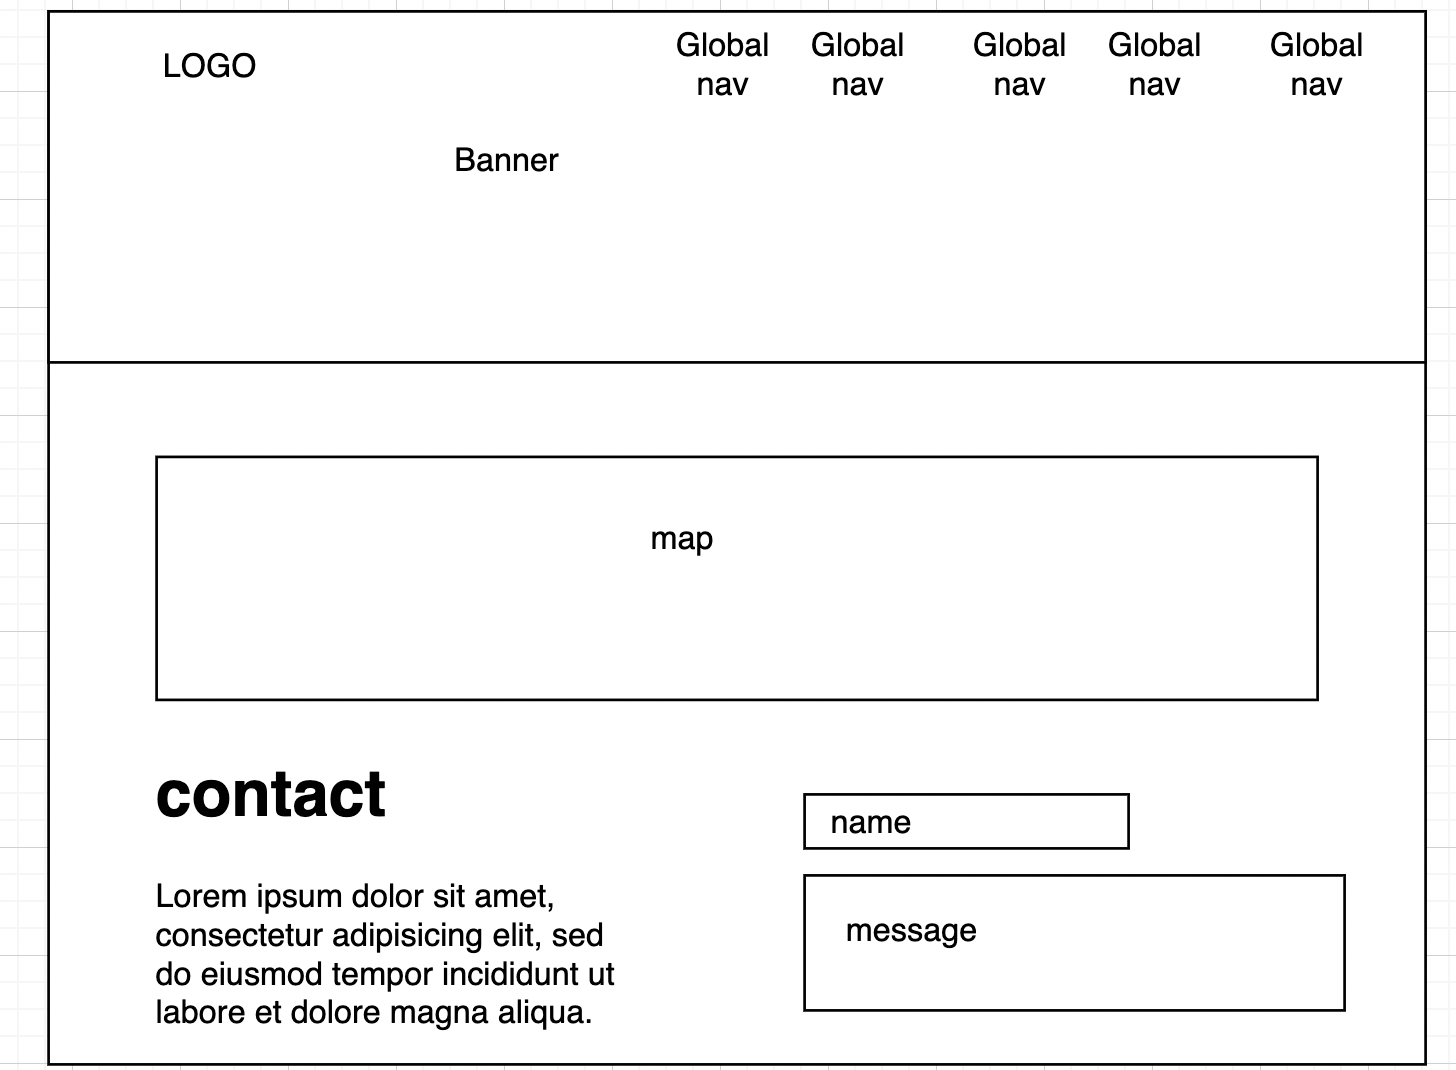 LOGO
Global
nav
Global
nav
Global
nav
Global
nav
Global
nav
Banner
map
contact
Lorem ipsum dolor sit amet,
consectetur adipisicing elit, sed
do eiusmod tempor incididunt ut
labore et dolore magna aliqua.
name
message